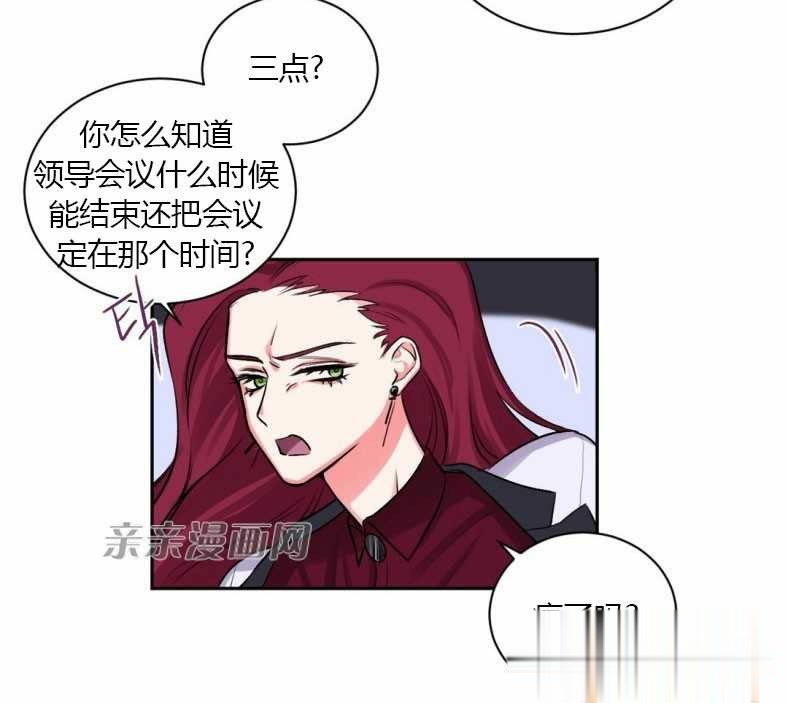 三点?
你怎么知道
领导会议什么时候
能结束还把会议
定在那个时间?
탁
亲亲漫画网